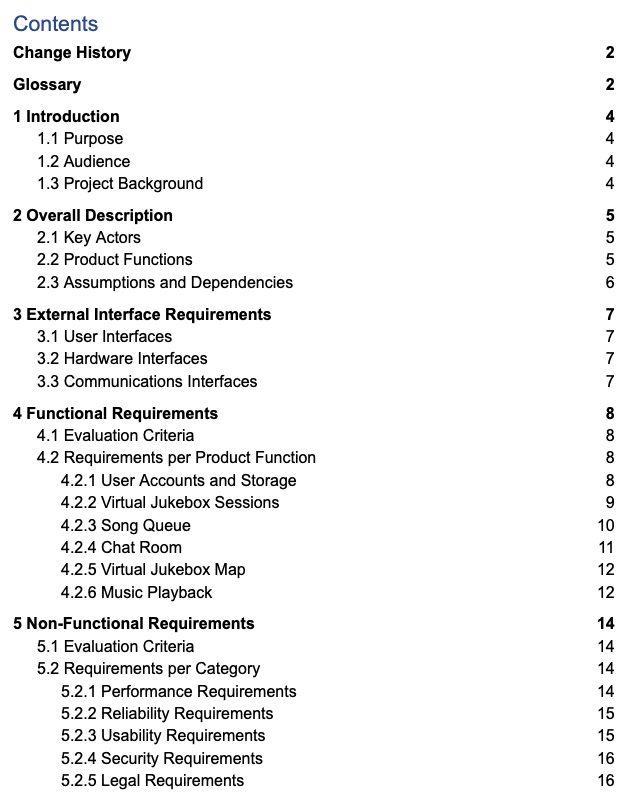 Contents
Change History 2
Glossary 2
1 Introduction 4
1.1 Purpose 4
1.2 Audience 4
1.3 Project Background 4
2 Overall Description 5
2.1 Key Actors 5
2.2 Product Functions 5
2.3 Assumptions and Dependencies 6
3 External Interface Requirements 7
3.1 User Interfaces 7
3.2 Hardware Interfaces 7
3.3 Communications Interfaces 7
4 Functional Requirements 8
4.1 Evaluation Criteria 8
4.2 Requirements per Product Function 8
4.2.1 User Accounts and Storage 8
4.2.2 Virtual Jukebox Sessions 9
4.2.3 Song Queue 10
4.2.4 Chat Room 11
4.2.5 Virtual Jukebox Map 12
4.2.6 Music Playback 12
5 Non-Functional Requirements 14
5.1 Evaluation Criteria 14
5.2 Requirements per Category 14
5.2.1 Performance Requirements 14
5.2.2 Reliability Requirements 15
5.2.3 Usability Requirements 15
5.2.4 Security Requirements 16
5.2.5 Legal Requirements 16